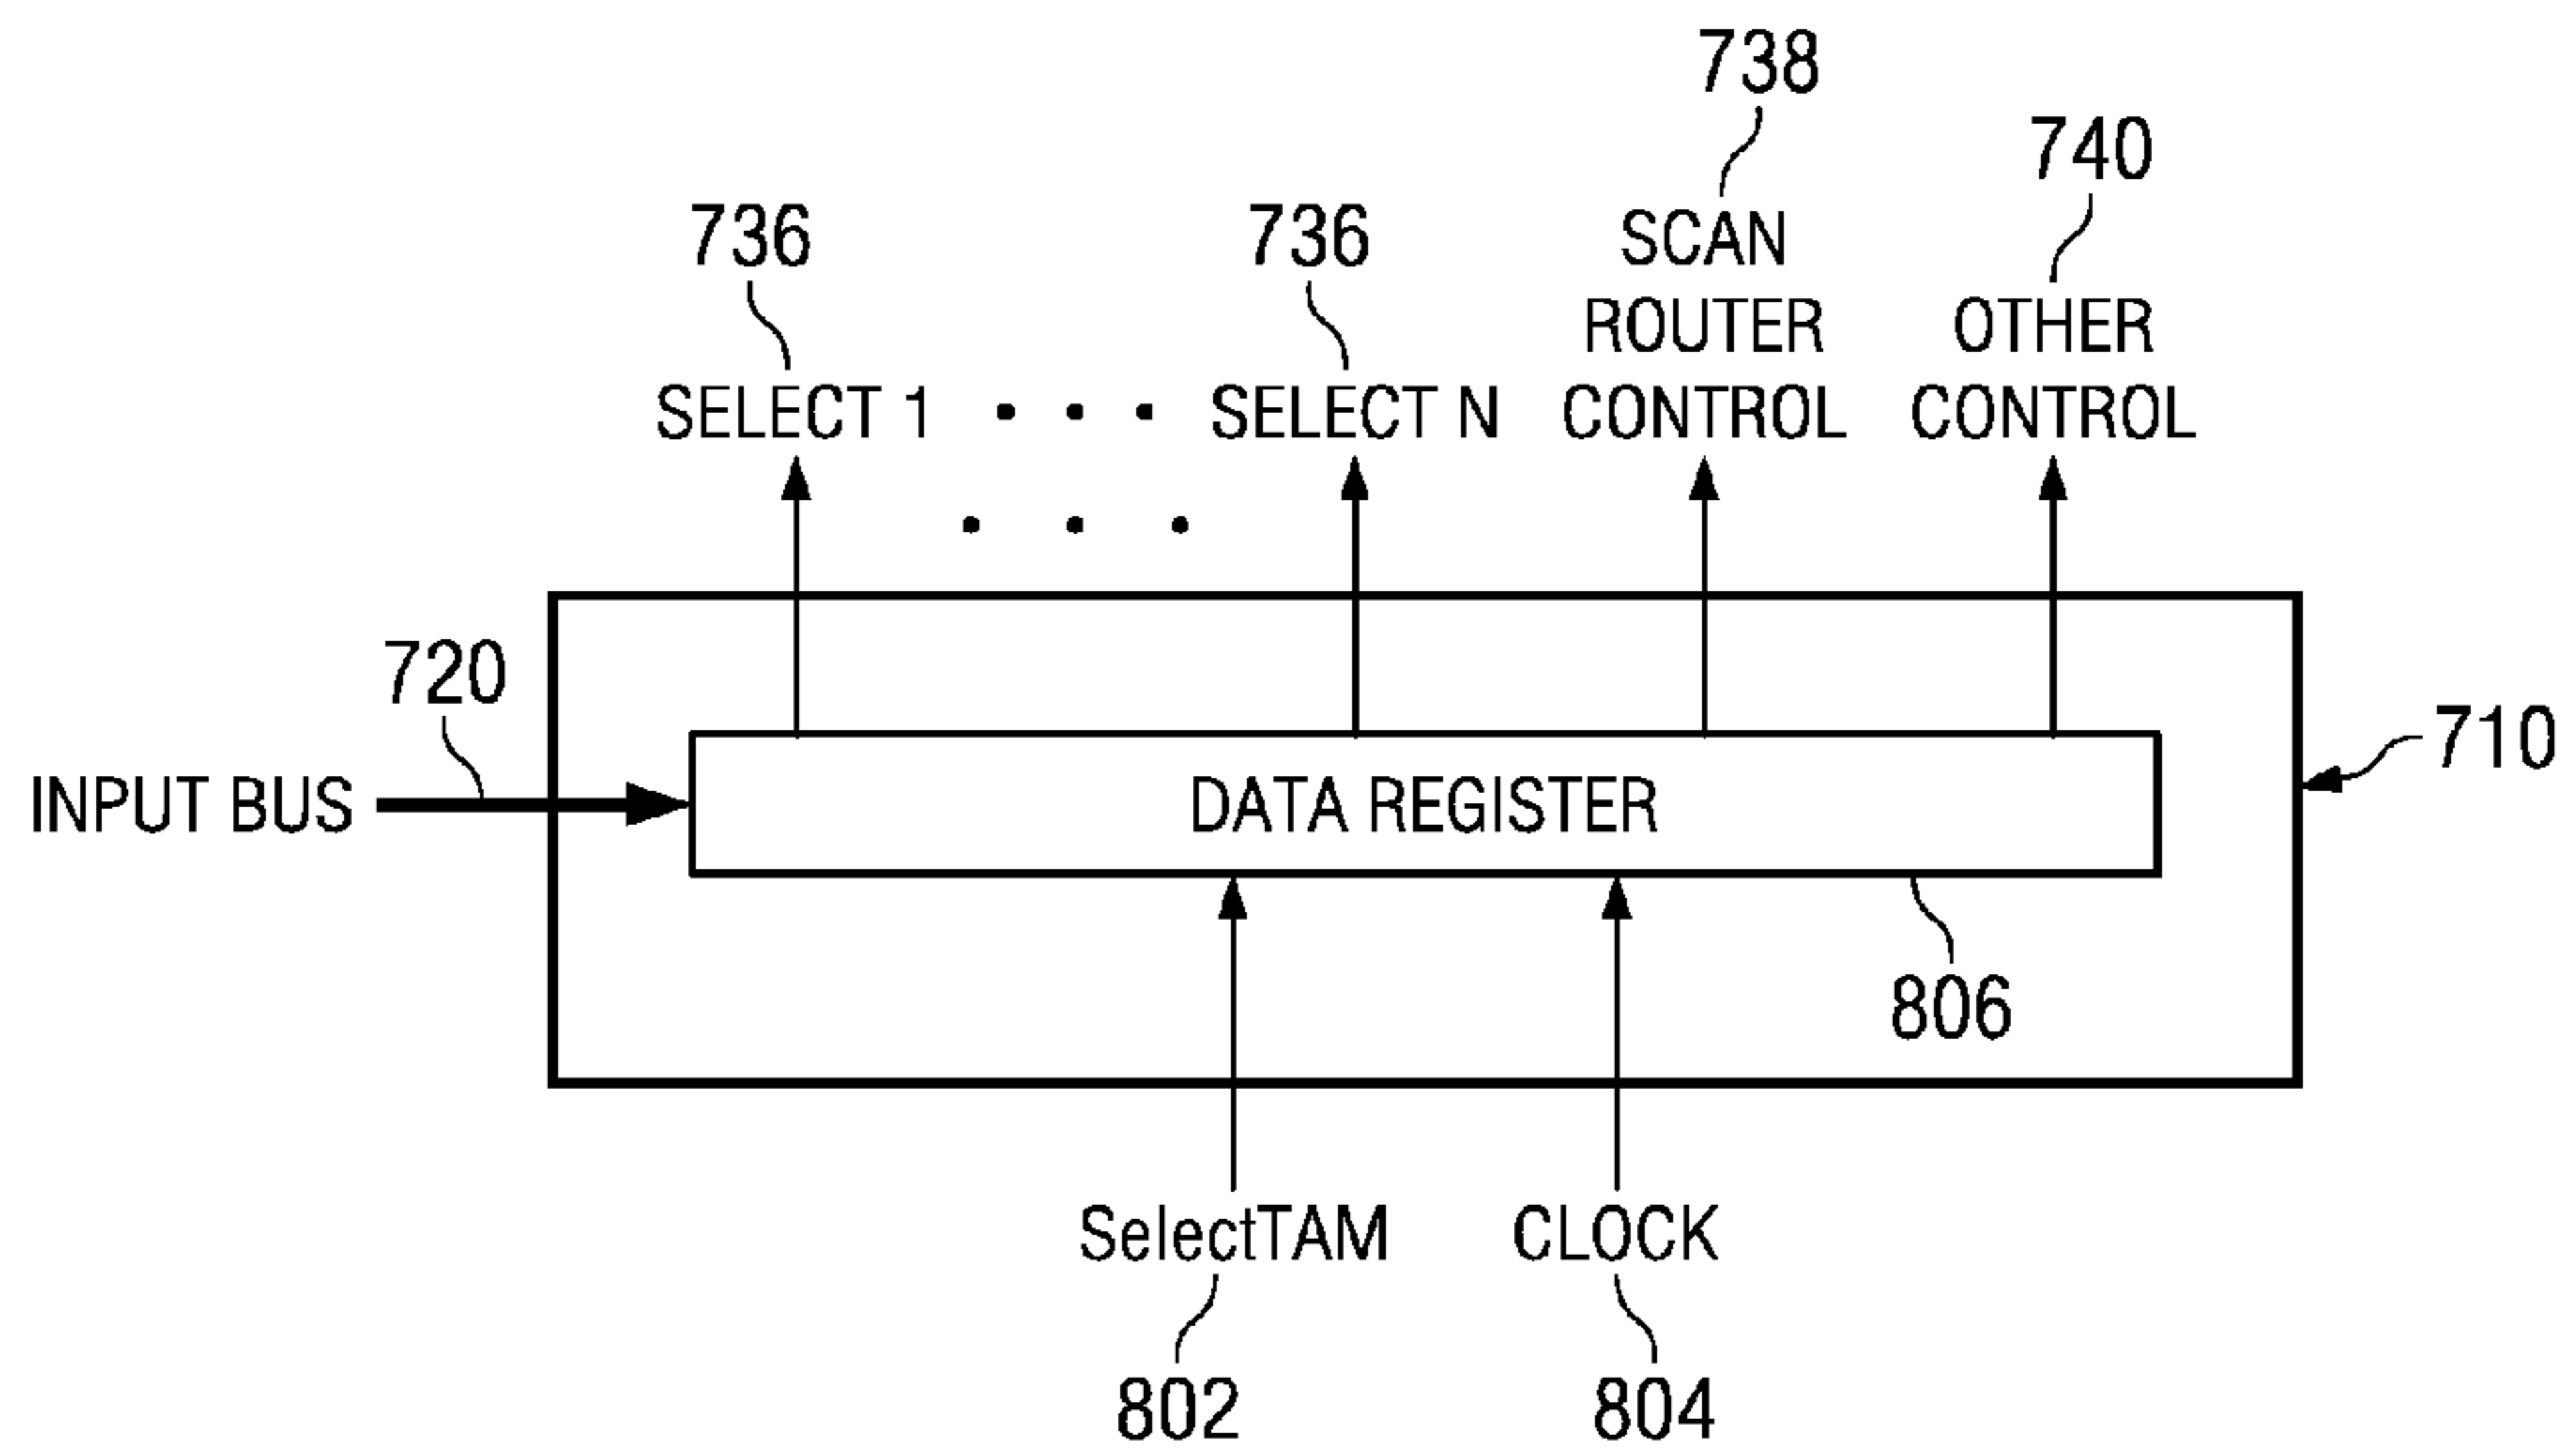 738
740
736
736
SCAN
ROUTER
OTHER
SELECT 1 • • • SELECT N CONTROL CONTROL
• • •
720
710
INPUT BUS
DATA REGISTER
806
SelectTAM CLOCK
802 804